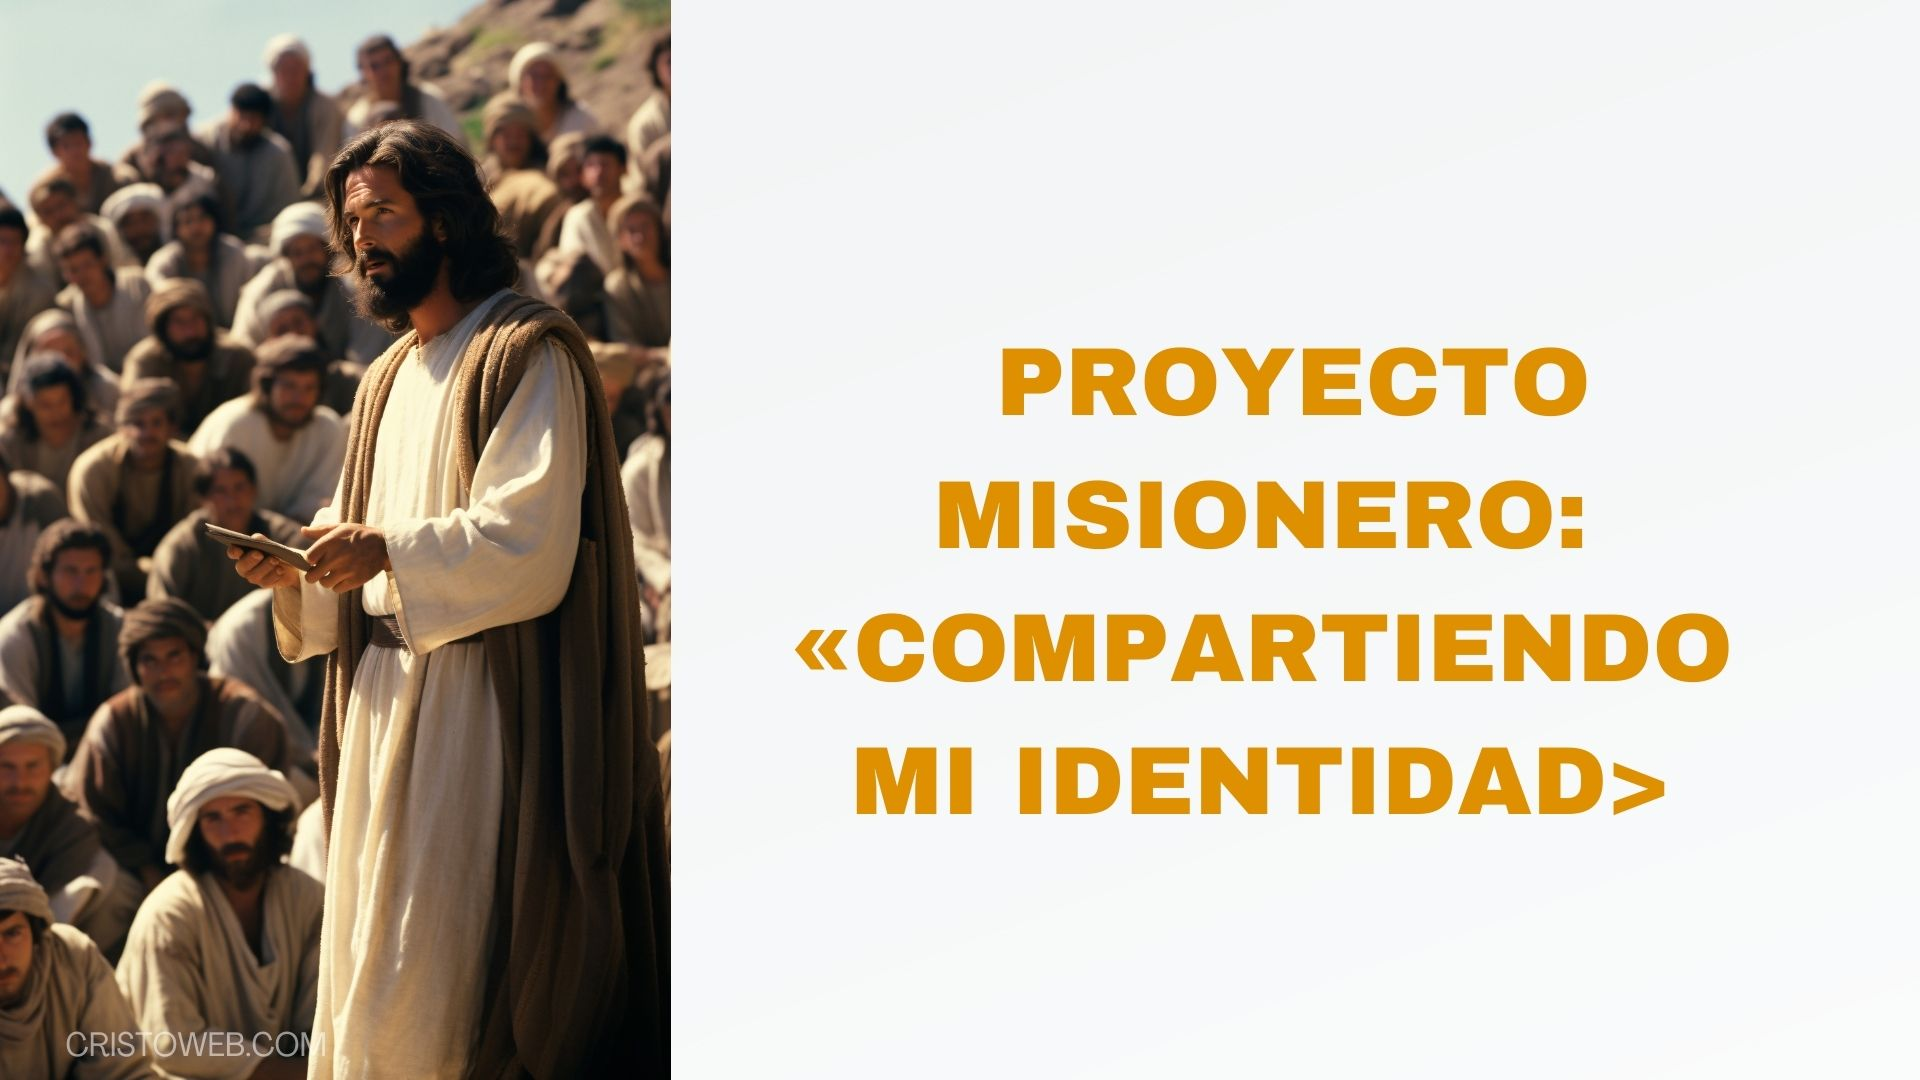 PROYECTO
MISIONERO:
«COMPARTIENDO
MI IDENTIDAD>
CRISTOWEB.COM